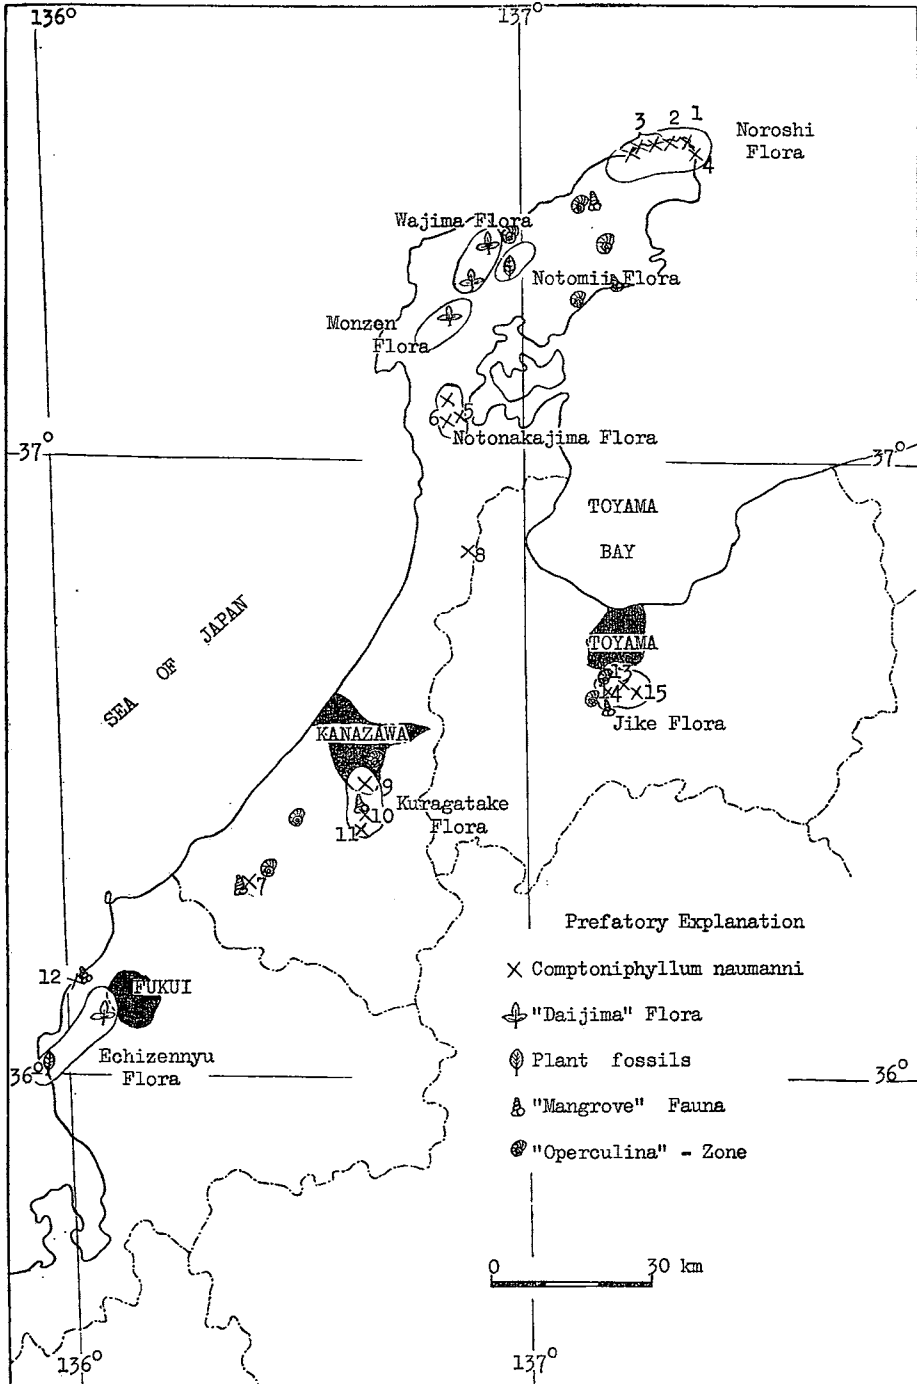 136°
137°
3 2 1
4
Noroshi
Flora
Wajima Flora
Notomii Flora
Monzen
Flora
5
6
Notonakajima Flora
37°
37°
TOYAMA
BAY
8
SEA OF JAPAN
TOYAMA
13
14
15
Jike Flora
KANAZAWA
9
Kuragatake
Flora
10
11
7
Prefatory Explanation
Comptoniphyllum naumanni
"Daijima" Flora
Plant fossils
"Mangrove" Fauna
"Operculina" - Zone
12
FUKUI
Echizennyu
Flora
36°
36°
0 30 km
136°
137°